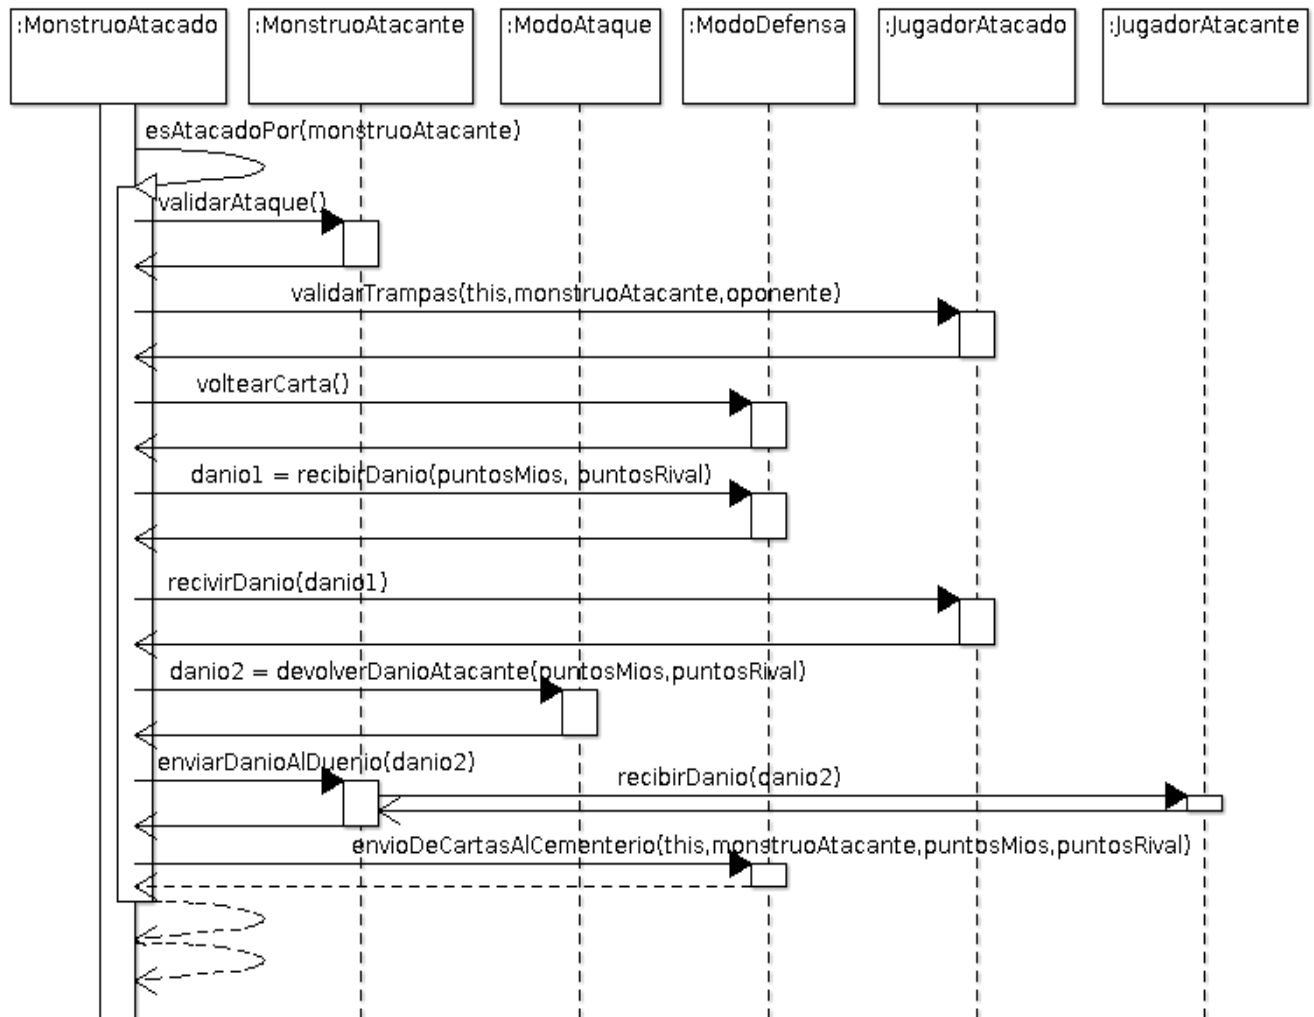 :MonstruoAtacado
:MonstruoAtacante
:ModoAtaque
:ModoDefensa
:JugadorAtacado
:JugadorAtacante
esAtacadoPor(monstruoAtacante)
validarAtaque()
validarTrampas(this,monstruoAtacante,oponente)
voltearCarta()
danio1 = recibirDanio(puntosMios, puntosRival)
recivirDanio(danio1)
danio2 = devolverDanioAtacante(puntosMios,puntosRival)
enviarDanioAlDuenio(danio2)
recibirDanio(danio2)
envioDeCartasAlCementerio(this,monstruoAtacante,puntosMios,puntosRival)